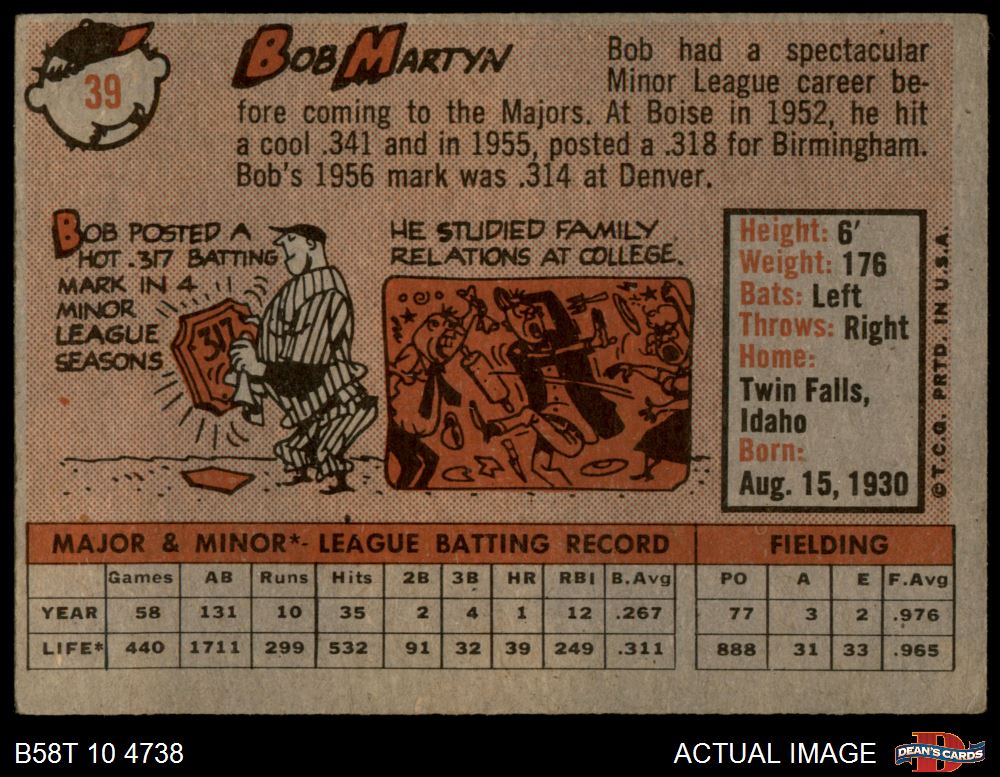 39
BOB MARTYN
Bob had a spectacular
Minor League career be-
fore coming to the Majors. At Boise in 1952, he hit
a cool .341 and in 1955, posted a .318 for Birmingham.
Bob's 1956 mark was .314 at Denver.
BOB POSTED A
HOT .317 BATTING
MARK IN 4
MINOR
LEAGUE
SEASONS
317
HE STUDIED FAMILY
RELATIONS AT COLLEGE.
Height: 6'
Weight: 176
Bats: Left
Throws: Right
Home:
Twin Falls,
Idaho
Born:
Aug. 15, 1930
© T.C.G. PRTD. IN U.S.A.
MAJOR & MINOR*- LEAGUE BATTING RECORD FIELDING
Games AB Runs Hits 2B 3B HR RBI B.Avg PO A E F.Avg
YEAR 58 131 10 35 2 4 1 12 .267 77 3 2 .976
LIFE* 440 1711 299 532 91 32 39 249 .311 888 31 33 .965
B58T 10 4738 ACTUAL IMAGE D DEAN'S CARDS